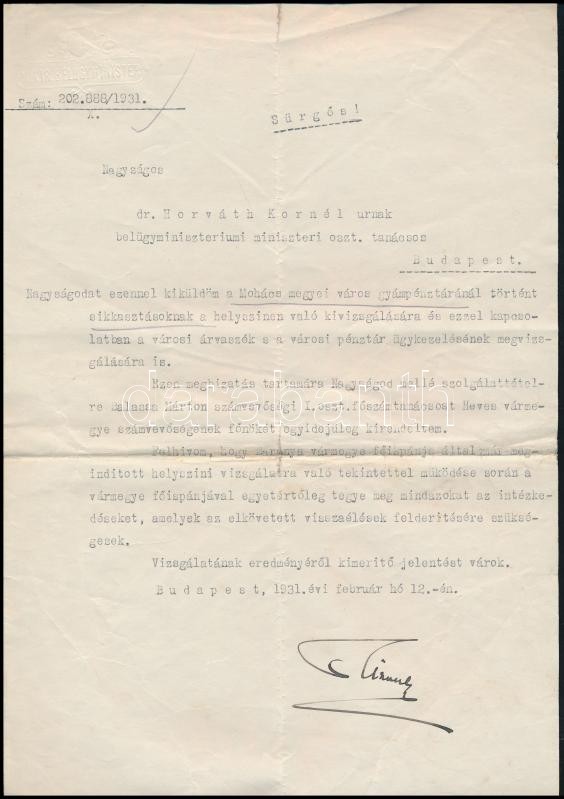 M. KIR. BELÜGYMINISTER
Szám: 202.888/1931.
X.
Sürgős!
Nagyságos
dr. Horváth Kornél urnak
belügyminiszteriumi miniszteri oszt. tanácsos
Budapest.
Nagyságodat ezennel kiküldöm a Mohács megyei város gyámpénztáránál történt
sikkasztásoknak a helyszinen való kivizsgálására és ezzel kapcso-
latban a városi árvaszék s a városi pénztár ügykezelésének megvizs-
gálására is.
Ezen megbizatás tartamára Nagyságod mellé szolgálattétel-
re Balassa Márton számvevőségi I.oszt.főszámtanácsost Heves várme-
gye számvevőségének főnökét egyidejüleg kirendeltem.
Felhivom, hogy Baranya vármegye főispánja által már meg-
inditott helyszini vizsgálatra való tekintettel müködése során a
vármegye főispánjával egyetértőleg tegye meg mindazokat az intézke-
déseket, amelyek az elkövetett visszaélések felderitésére szüksé-
gesek.
Vizsgálatának eredményéről kimeritő jelentést várok.
Budapest, 1931.évi február hó 12.-én.
darabanth